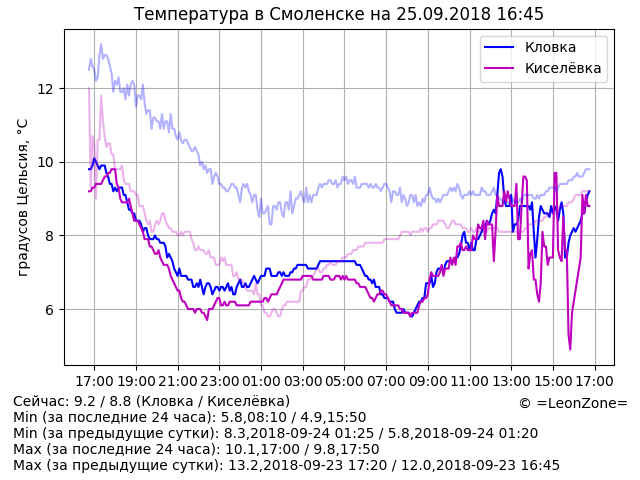 Температура в Смоленске на 25.09.2018 16:45
Кловка
Киселёвка
градусов Цельсия, °C
12
10
8
6
17:00 19:00 21:00 23:00 01:00 03:00 05:00 07:00 09:00 11:00 13:00 15:00 17:00
Сейчас: 9.2 / 8.8 (Кловка / Киселёвка)
© =LeonZone=
Min (за последние 24 часа): 5.8,08:10 / 4.9,15:50
Min (за предыдущие сутки): 8.3,2018-09-24 01:25 / 5.8,2018-09-24 01:20
Max (за последние 24 часа): 10.1,17:00 / 9.8,17:50
Max (за предыдущие сутки): 13.2,2018-09-23 17:20 / 12.0,2018-09-23 16:45